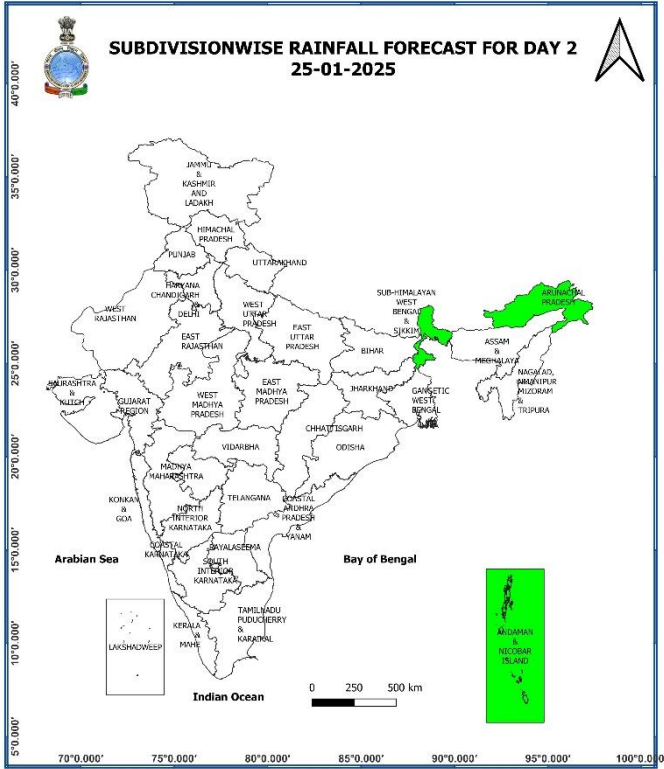 SUBDIVISIONWISE RAINFALL FORECAST FOR DAY 2
25-01-2025
40°0.000'
35°0.000'
30°0.000'
25°0.000'
20°0.000'
15°0.000'
10°0.000'
5°0.000'
JAMMU
&
KASHMIR
AND
LADAKH
HIMACHAL
PRADESH
PUNJAB
UTTARAKHAND
HARYANA
CHANDIGARH
DELHI
WEST
RAJASTHAN
EAST
RAJASTHAN
WEST
UTTAR
PRADESH
EAST
UTTAR
PRADESH
SUB-HIMALAYAN
WEST
BENGAL
&
SIKKIM
ARUNACHAL
PRADESH
ASSAM
&
MEGHALAYA
BIHAR
MANIPUR
MIZORAM
&
TRIPURA
SAURASHTRA
&
KUTCH
GUJARAT
REGION
WEST
MADHYA
PRADESH
EAST
MADHYA
PRADESH
JHARKHAND
GANGETIC
WEST
BENGAL
CHHATTISGARH
ODISHA
VIDARBHA
MADHYA
MAHARASHTRA
KONKAN
&
GOA
TELANGANA
NORTH
INTERIOR
KARNATAKA
COASTAL
ANDHRA
PRADESH
&
YANAM
COASTAL
KARNATAKA
RAYALASEEMA
SOUTH
INTERIOR
KARNATAKA
Arabian Sea
Bay of Bengal
LAKSHADWEEP
KERALA
&
MAHE
TAMILNADU
PUDUCHERRY
&
KARAIKAL
ANDAMAN
&
NICOBAR
ISLAND
Indian Ocean
0 250 500 km
70°0.000' 75°0.000' 80°0.000' 85°0.000' 90°0.000' 95°0.000' 100°0.000'